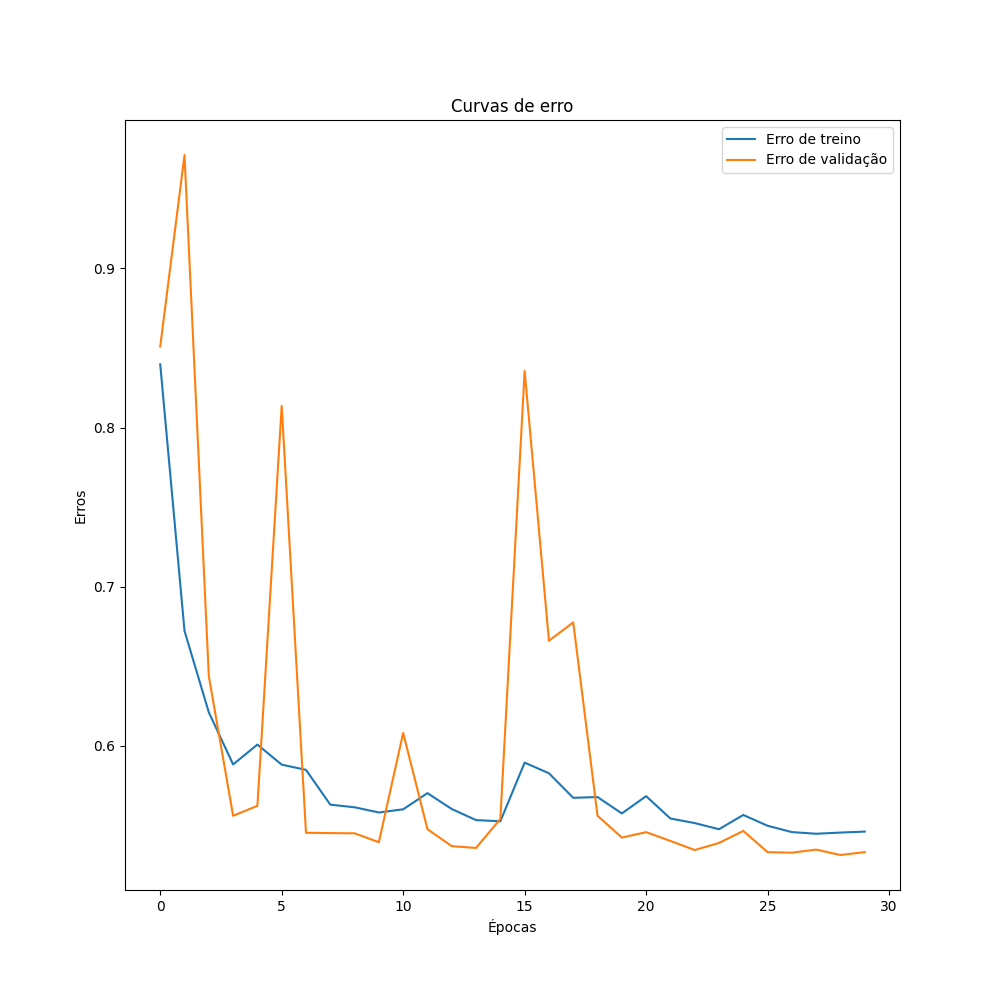 Curvas de erro
Erro de treino
Erro de validação
0.9
0.8
0.7
0.6
Erros
0
5
10
15
20
25
30
Épocas